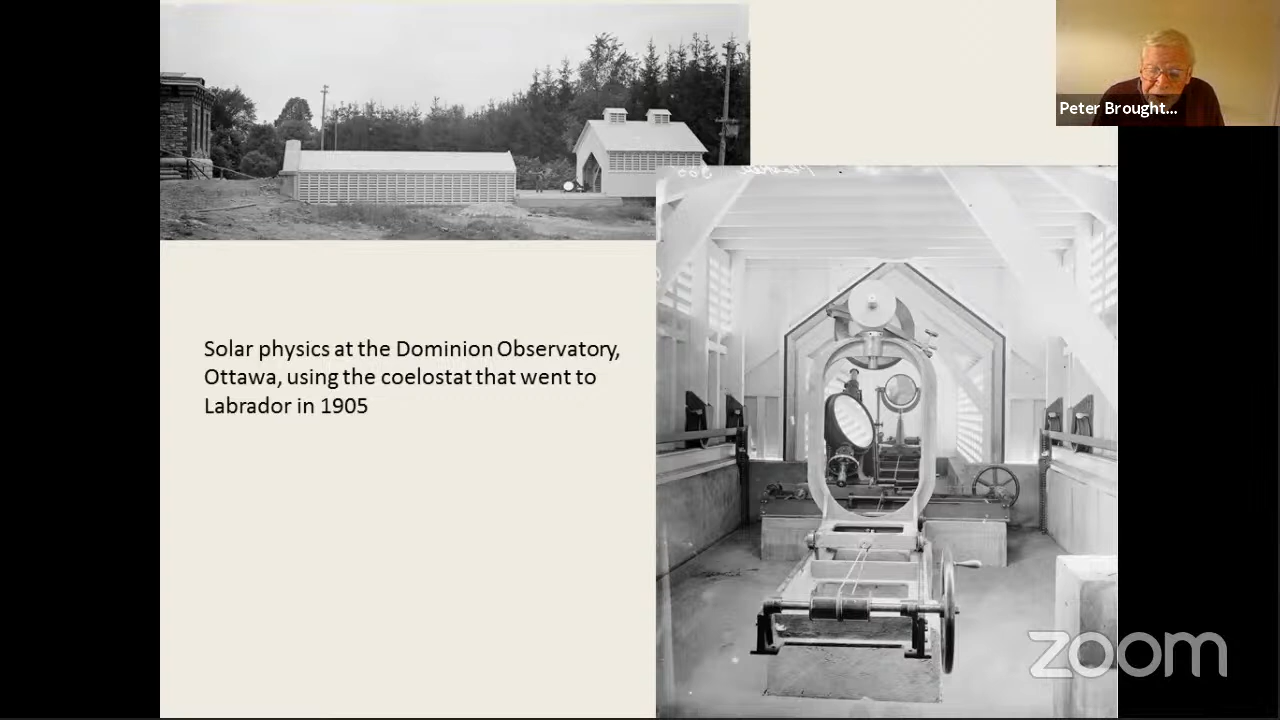 Peter Brought...
Solar physics at the Dominion Observatory,
Ottawa, using the coelostat that went to
Labrador in 1905
zoom